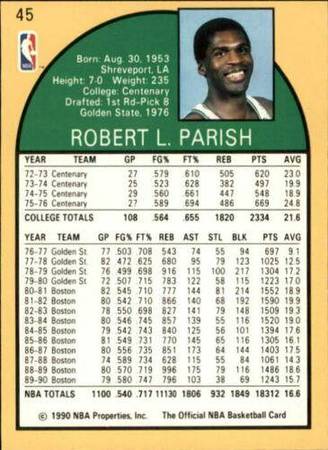 45
NBA
Born: Aug. 30, 1953
Shreveport, LA
Height: 7-0 Weight: 235
College: Centenary
Drafted: 1st Rd-Pick 8
Golden State, 1976
ROBERT L. PARISH
YEAR TEAM GP FG% FT% REB PTS AVG
72-73 Centenary 27 .579 .610 505 620 23.0
73-74 Centenary 25 .523 .628 382 497 19.9
74-75 Centenary 29 .560 .661 447 548 18.9
75-76 Centenary 27 .589 .694 486 669 24.8
COLLEGE TOTALS 108 .564 .655 1820 2334 21.6
YEAR TEAM GP FG% FT% REB AST STL BLK PTS AVG
76-77 Golden St. 77 .503 .708 543 74 55 94 697 9.1
77-78 Golden St. 82 .472 .625 680 95 79 123 1025 12.5
78-79 Golden St. 76 .499 .698 916 115 100 217 1304 17.2
79-80 Golden St. 72 .507 .715 783 122 58 115 1223 17.0
80-81 Boston 82 .545 .710 777 144 81 214 1552 18.9
81-82 Boston 80 .542 .710 866 140 68 192 1590 19.9
82-83 Boston 78 .550 .698 827 141 79 148 1509 19.3
83-84 Boston 80 .546 .745 857 139 55 116 1520 19.0
84-85 Boston 79 .542 .743 840 125 56 101 1394 17.6
85-86 Boston 81 .549 .731 770 145 65 116 1305 16.1
86-87 Boston 80 .556 .735 851 173 64 144 1403 17.5
87-88 Boston 74 .589 .734 628 115 55 84 1061 14.3
88-89 Boston 80 .570 .719 996 175 79 116 1486 18.6
89-90 Boston 79 .580 .747 796 103 38 69 1243 15.7
NBA TOTALS 1100 .540 .717 11130 1806 932 1849 18312 16.6
© 1990 NBA Properties, Inc. The Official NBA Basketball Card